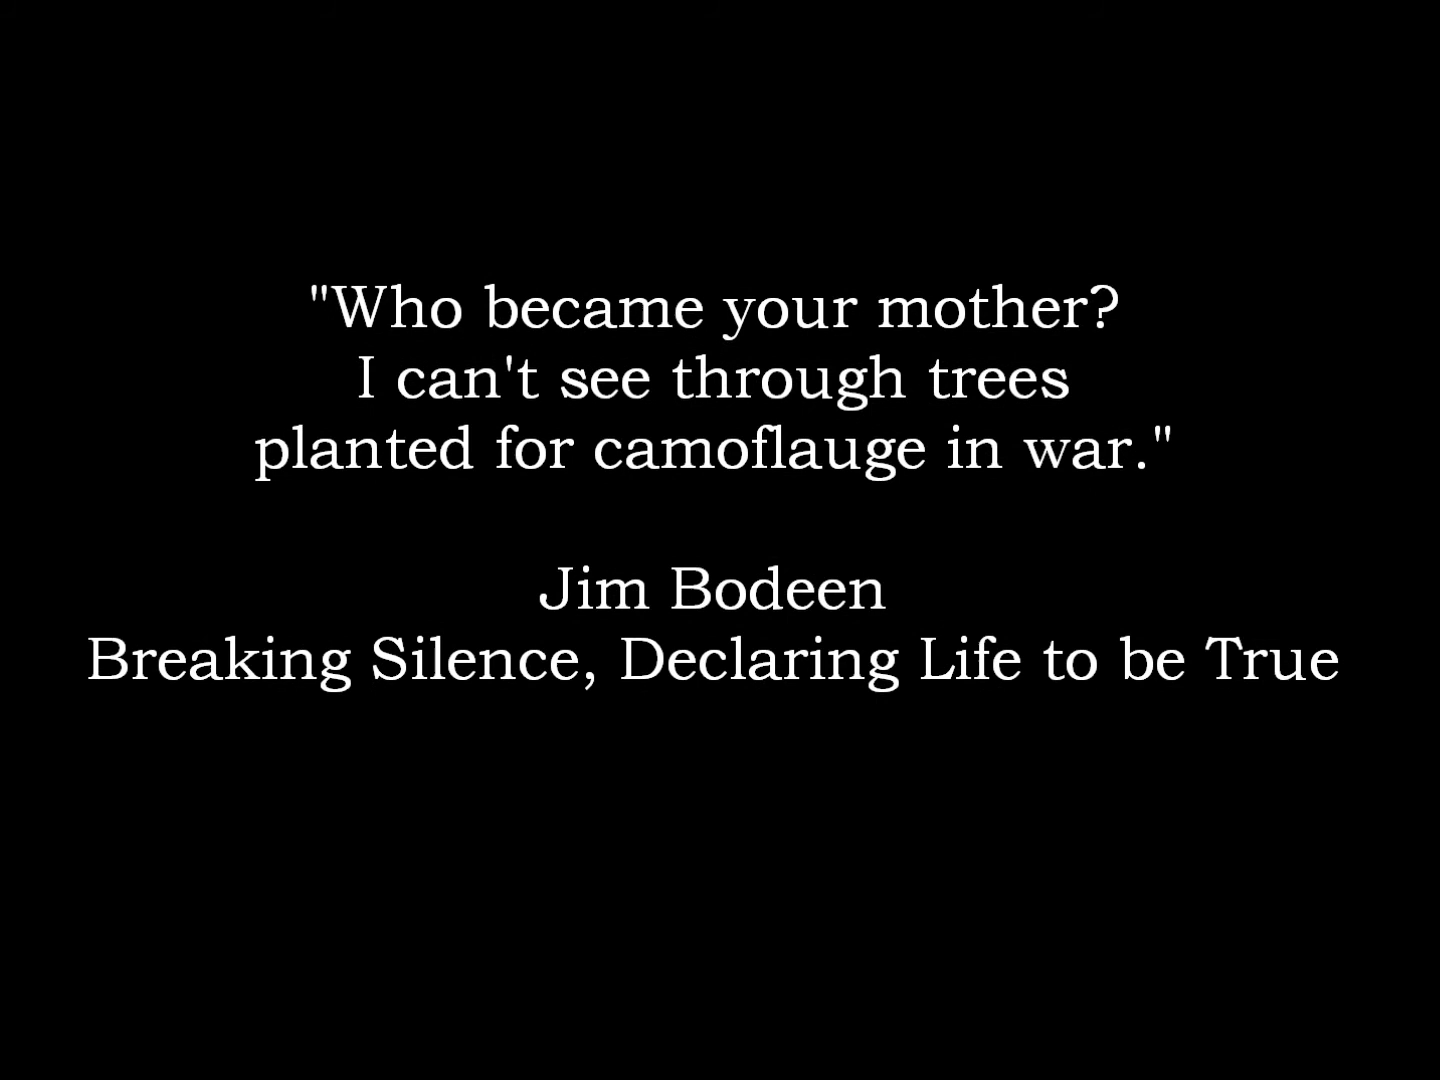 "Who became your mother?
I can't see through trees
planted for camoflauge in war."
Jim Bodeen
Breaking Silence, Declaring Life to be True